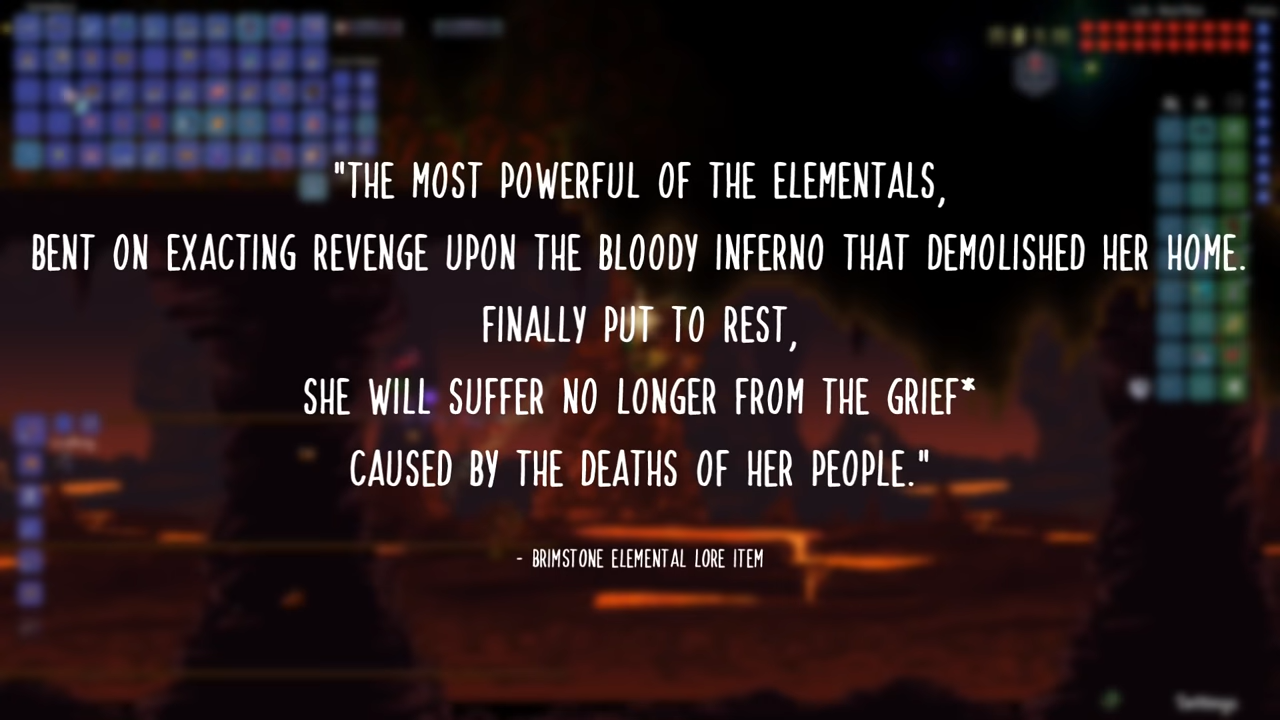 "THE MOST POWERFUL OF THE ELEMENTALS,
BENT ON EXACTING REVENGE UPON THE BLOODY INFERNO THAT DEMOLISHED HER HOME.
FINALLY PUT TO REST,
SHE WILL SUFFER NO LONGER FROM THE GRIEF*
CAUSED BY THE DEATHS OF HER PEOPLE."
- BRIMSTONE ELEMENTAL LORE ITEM
Settings